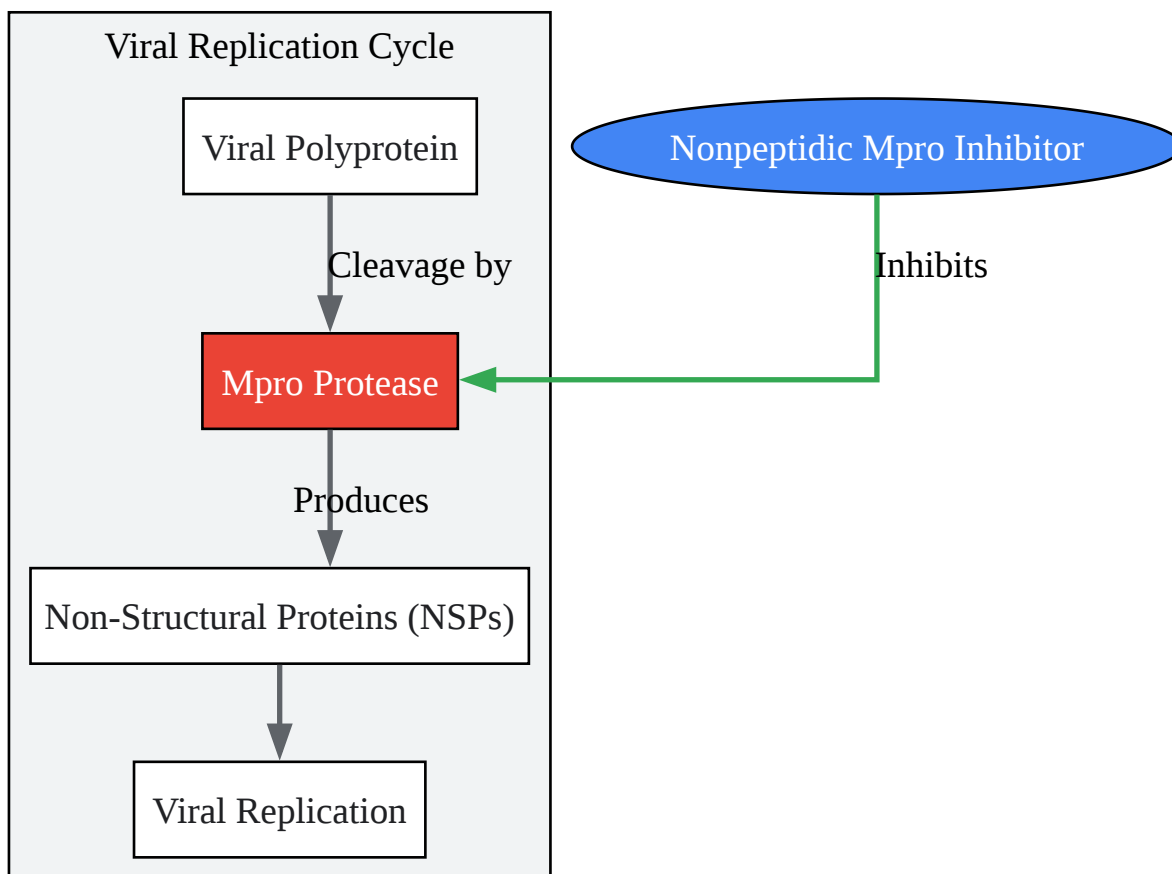 Viral Replication Cycle
Viral Polyprotein
Nonpeptidic Mpro Inhibitor
Cleavage by
Inhibits
Mpro Protease
Produces
Non-Structural Proteins (NSPs)
Viral Replication